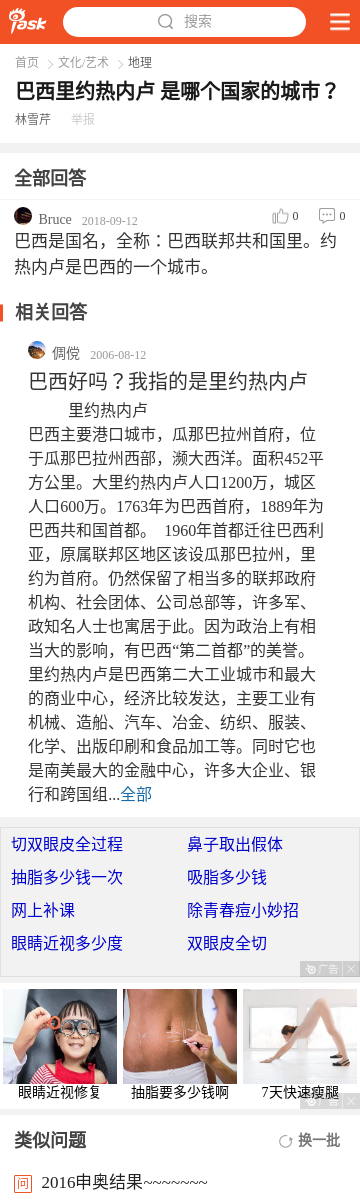 iask
搜索
首页 文化/艺术 地理
巴西里约热内卢 是哪个国家的城市？
林雪芹 举报
全部回答
Bruce 2018-09-12 0 0
巴西是国名，全称：巴西联邦共和国里。约
热内卢是巴西的一个城市。
相关回答
倜傥 2006-08-12
巴西好吗？我指的是里约热内卢
里约热内卢
巴西主要港口城市，瓜那巴拉州首府，位
于瓜那巴拉州西部，濒大西洋。面积452平
方公里。大里约热内卢人口1200万，城区
人口600万。1763年为巴西首府，1889年为
巴西共和国首都。 1960年首都迁往巴西利
亚，原属联邦区地区该设瓜那巴拉州，里
约为首府。仍然保留了相当多的联邦政府
机构、社会团体、公司总部等，许多军、
政知名人士也寓居于此。因为政治上有相
当大的影响，有巴西“第二首都”的美誉。
里约热内卢是巴西第二大工业城市和最大
的商业中心，经济比较发达，主要工业有
机械、造船、汽车、冶金、纺织、服装、
化学、出版印刷和食品加工等。同时它也
是南美最大的金融中心，许多大企业、银
行和跨国组...全部
切双眼皮全过程 鼻子取出假体
抽脂多少钱一次 吸脂多少钱
网上补课 除青春痘小妙招
眼睛近视多少度 双眼皮全切
广告
眼睛近视修复 抽脂要多少钱啊 7天快速瘦腿
广告
类似问题 换一批
问 2016申奥结果~~~~~~~